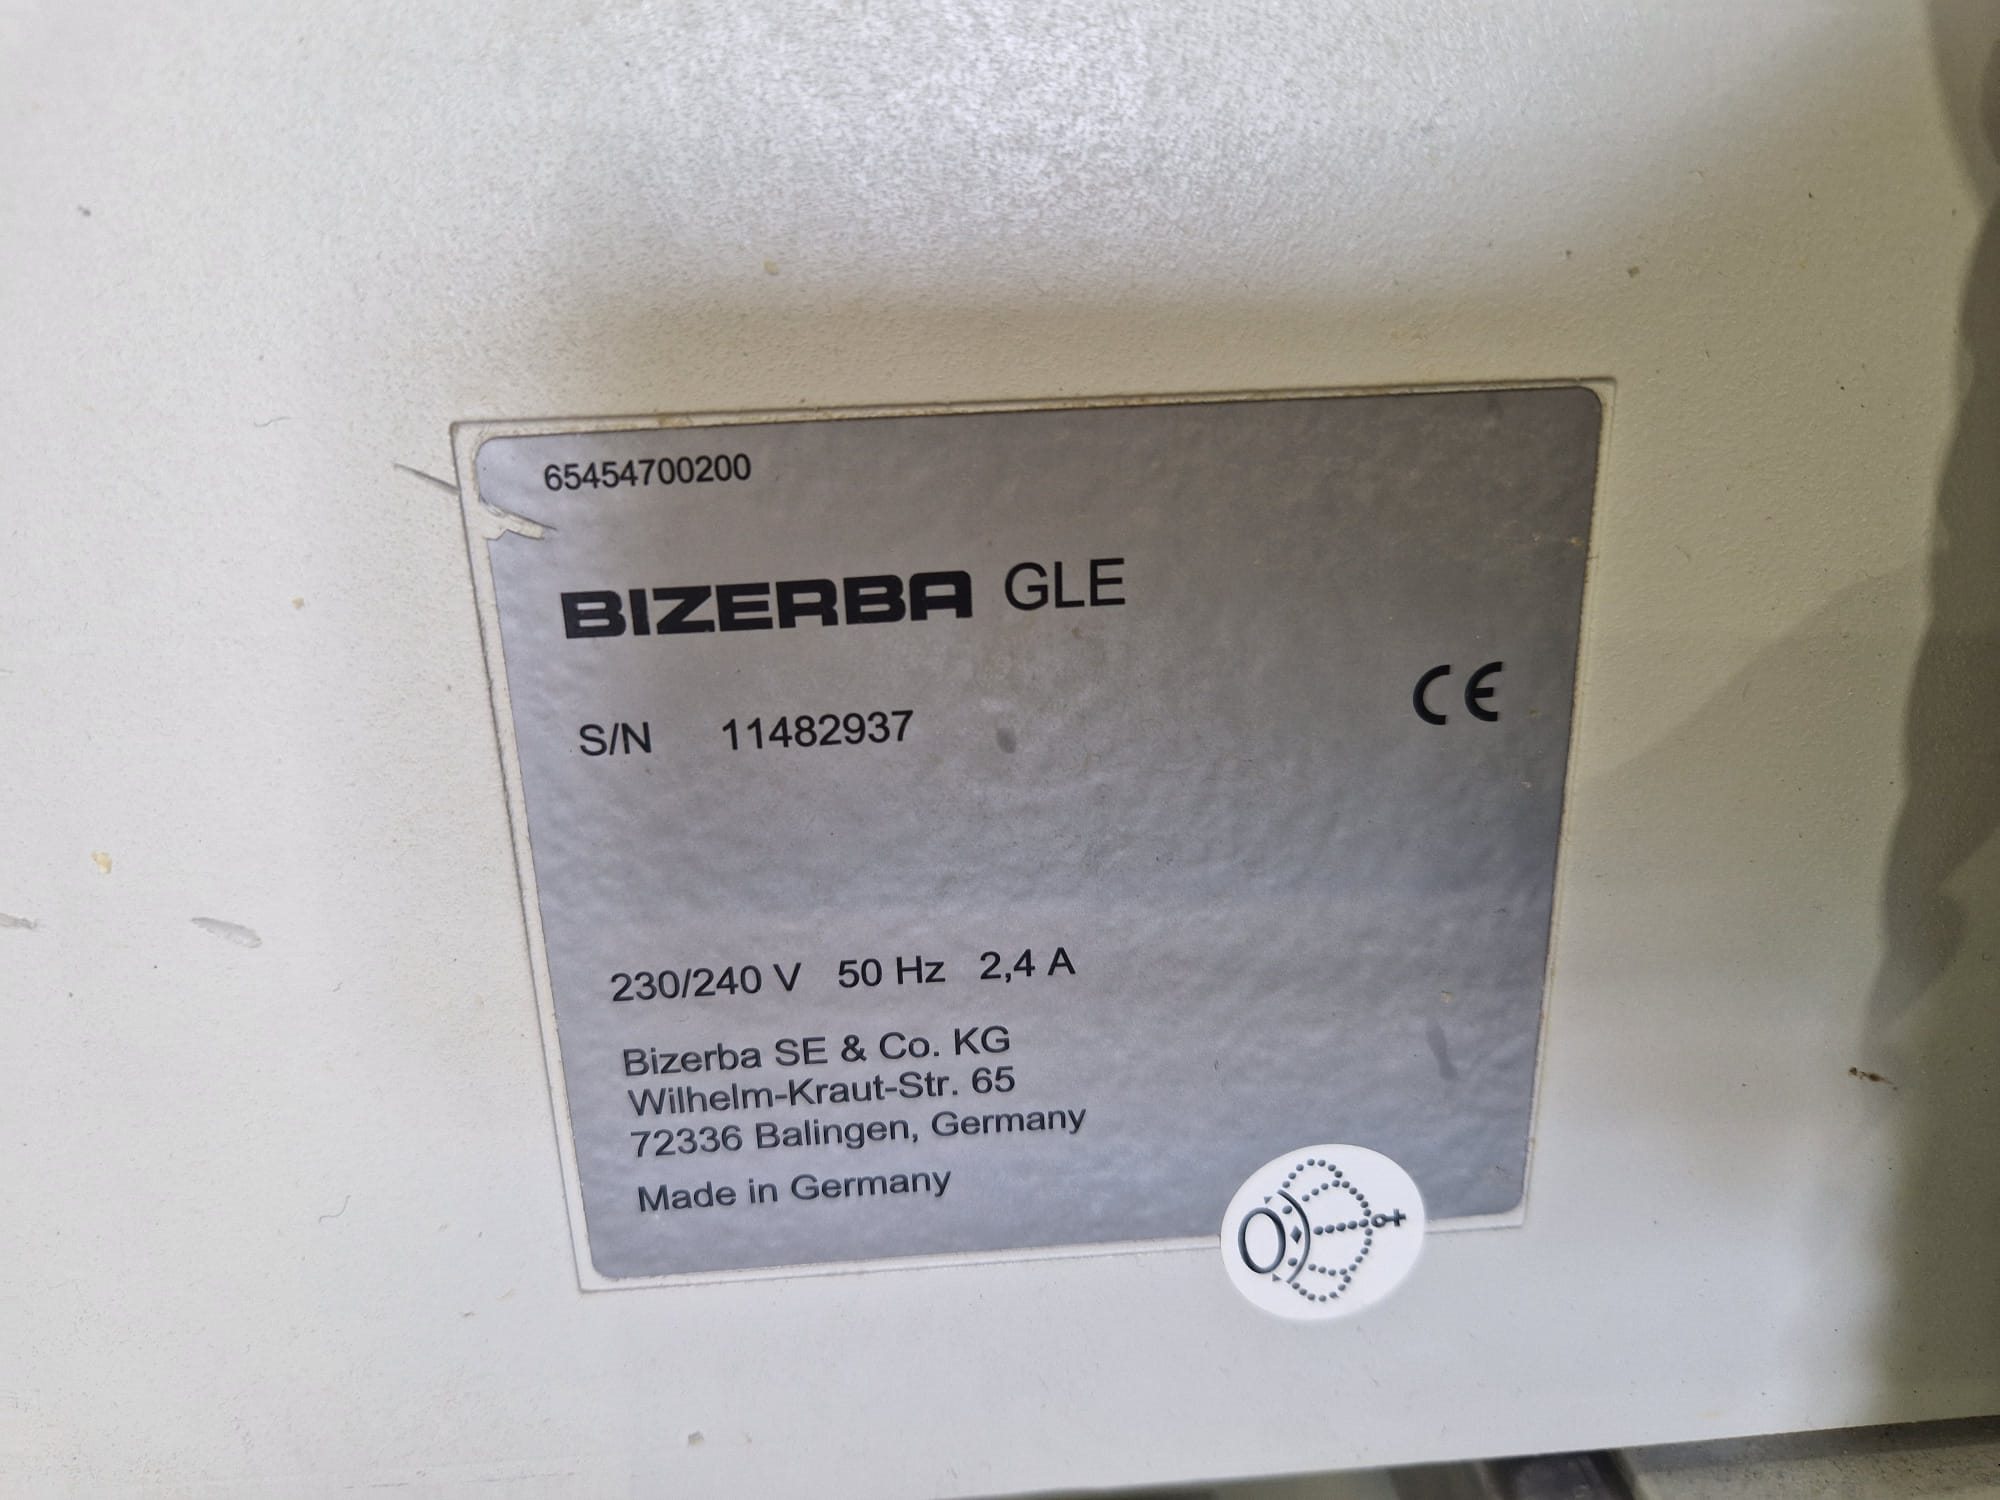 65454700200
BIZERBA GLE
S/N 11482937
CE
230/240 V 50 Hz 2,4 A
Bizerba SE & Co. KG
Wilhelm-Kraut-Str. 65
72336 Balingen, Germany
Made in Germany